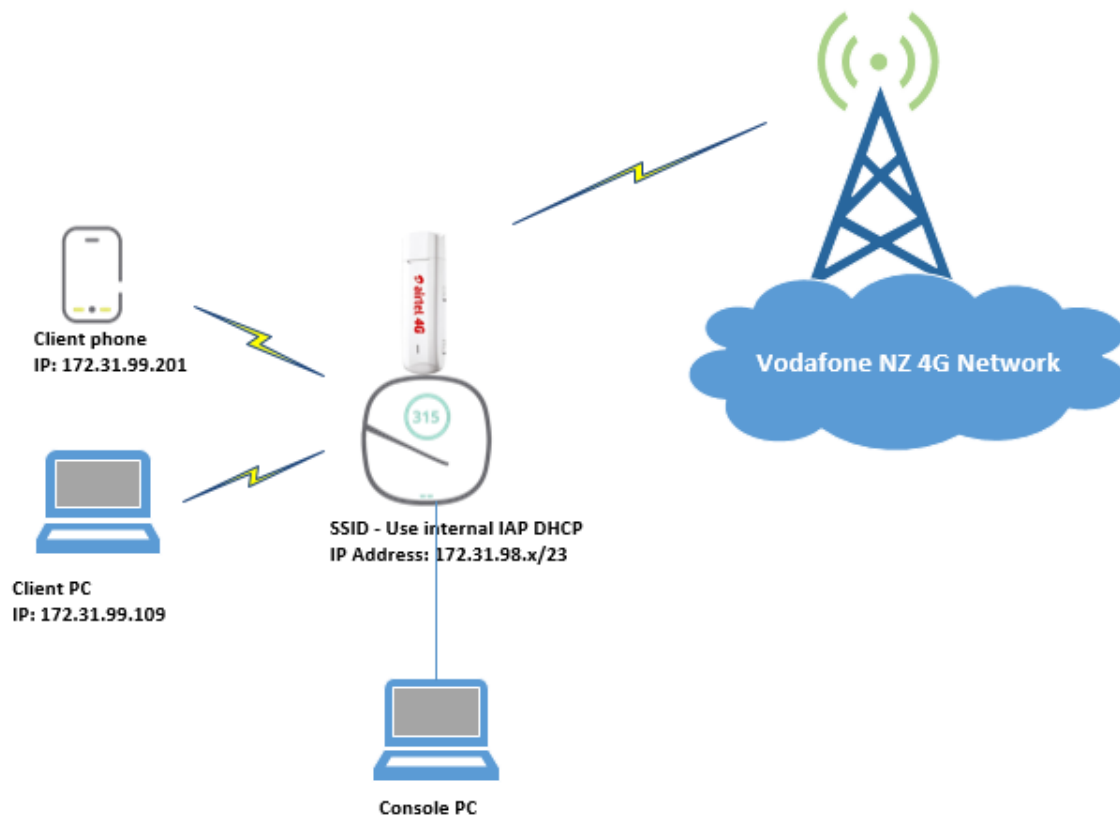 airtel 4G
Vodafone NZ 4G Network
Client phone
IP: 172.31.99.201
315
SSID - Use internal IAP DHCP
IP Address: 172.31.98.x/23
Client PC
IP: 172.31.99.109
Console PC